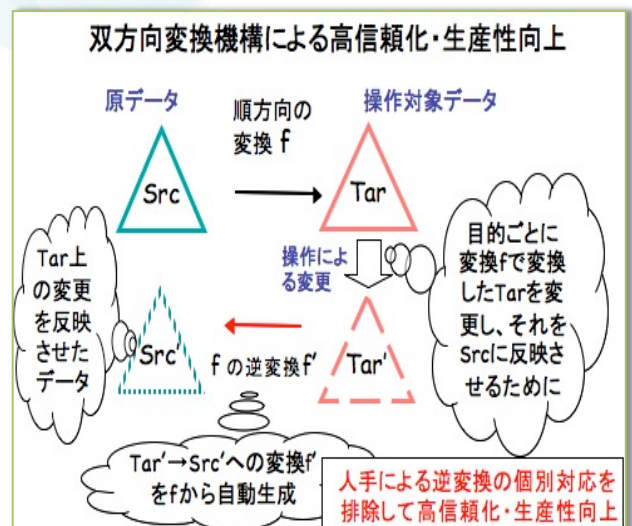 双方向変換機構による高信頼化・生産性向上
原データ
順方向の
変換 f
操作対象データ
Src
Tar
Tar上
の変更
を反映
させた
データ
操作によ
る変更
目的ごとに
変換fで変換
したTarを変
更し、それを
Srcに反映さ
せるために
Src'
f の逆変換f'
Tar'
Tar'→Src'への変換f'
をfから自動生成
人手による逆変換の個別対応を
排除して高信頼化・生産性向上